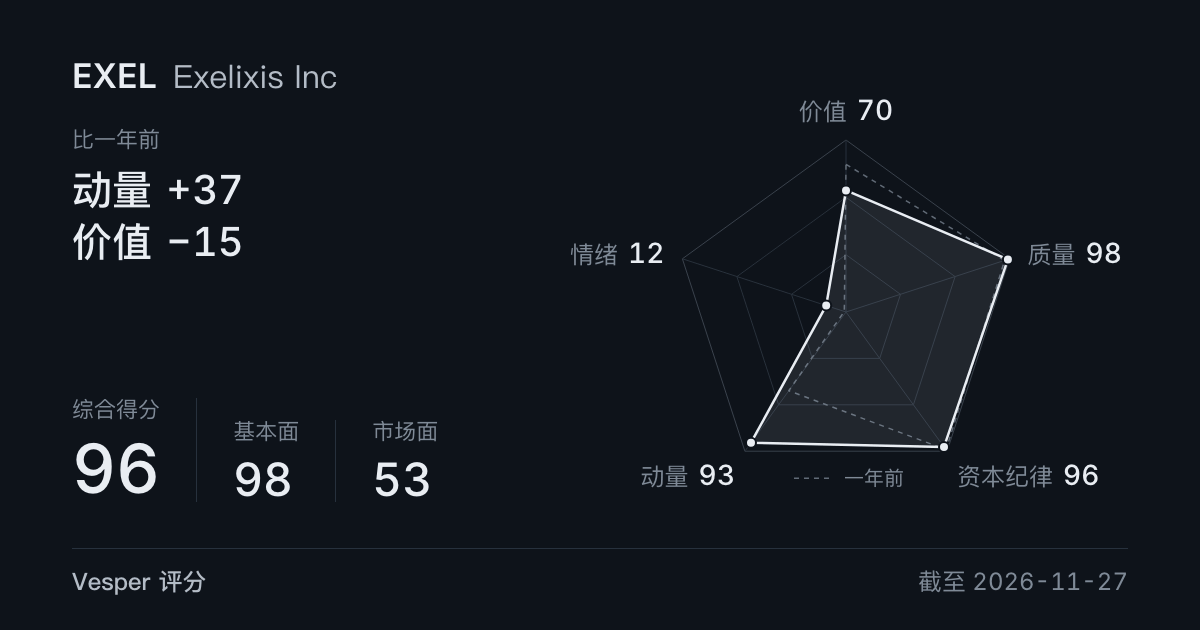 EXEL Exelixis Inc
比一年前
动量 +37
价值 −15
综合得分
96
基本面
98
市场面
53
价值 70
质量 98
资本纪律 96
动量 93
情绪 12
一年前
Vesper 评分
截至 2026-11-27